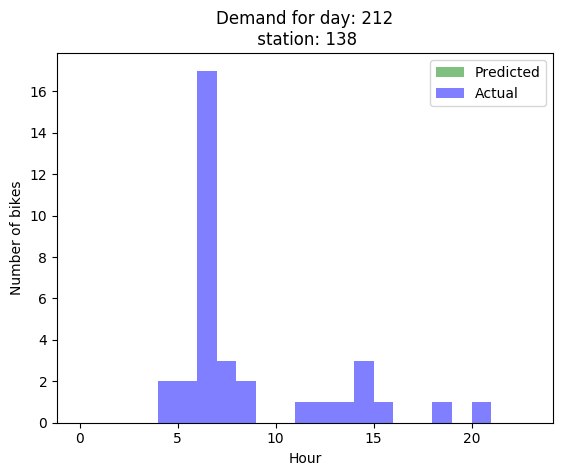 Demand for day: 212
station: 138
Predicted
Actual
Number of bikes
16
14
12
10
8
6
4
2
0
0 5 10 15 20
Hour